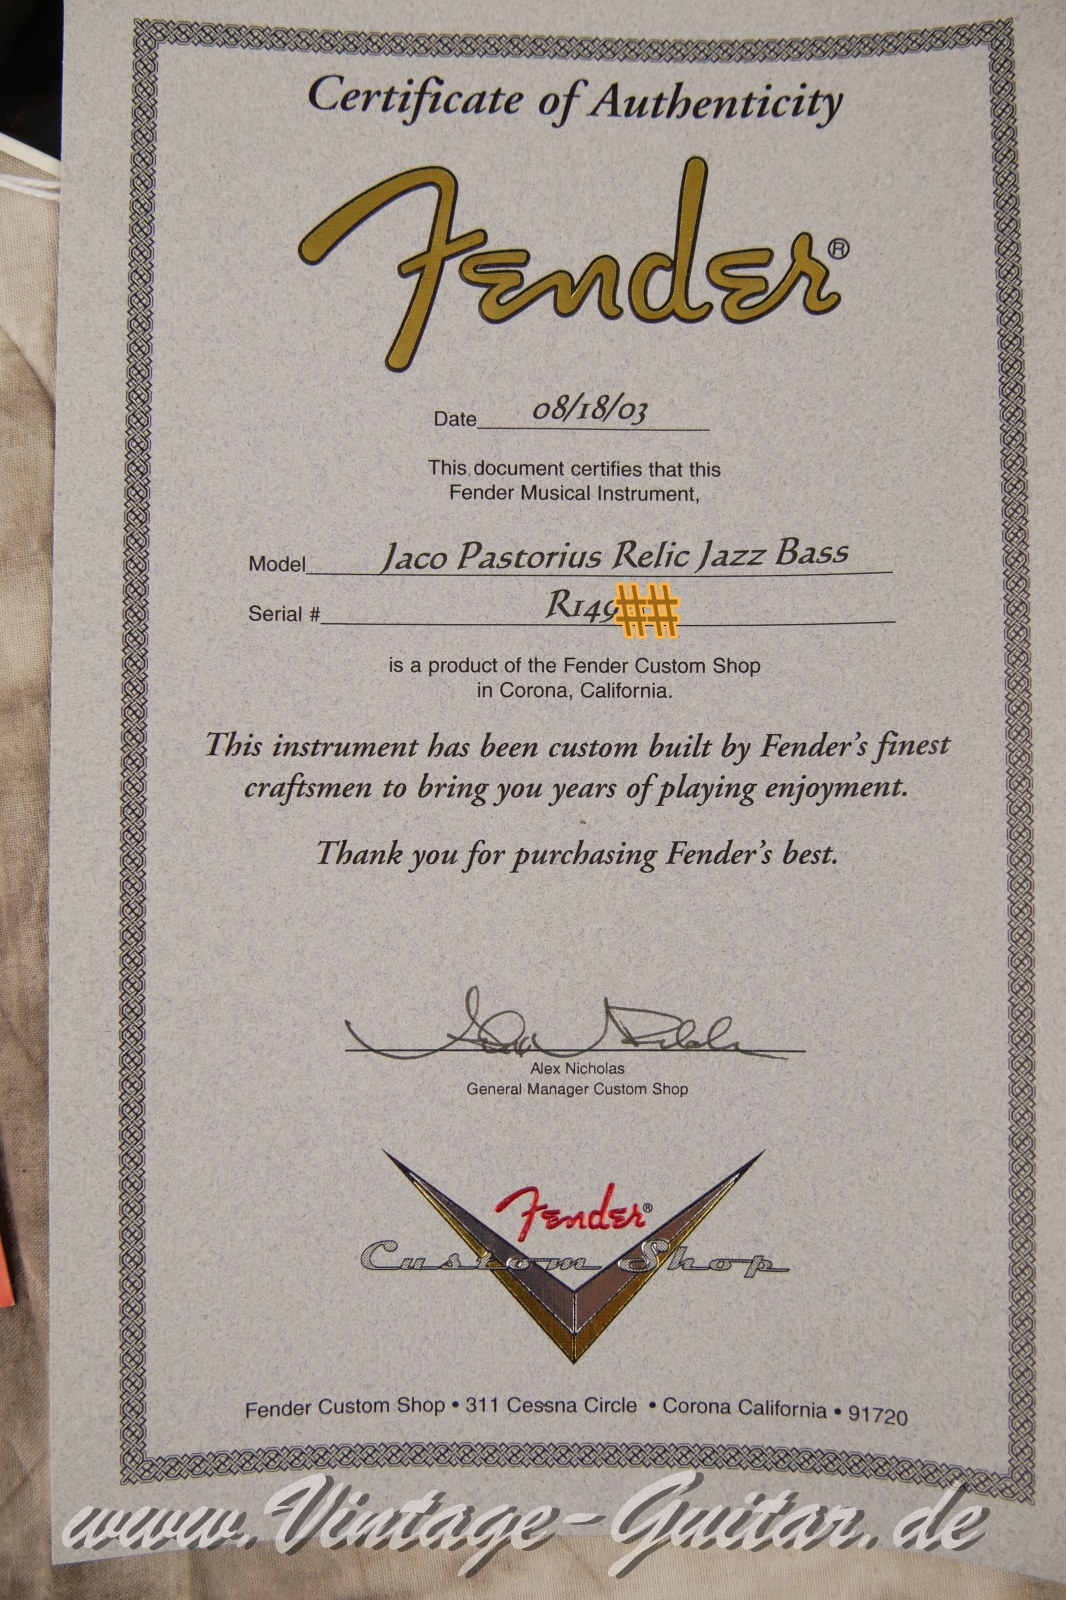 Certificate of Authenticity
Fender®
Date 08/18/03
This document certifies that this
Fender Musical Instrument,
Model Jaco Pastorius Relic Jazz Bass
Serial # R149##
is a product of the Fender Custom Shop
in Corona, California.
This instrument has been custom built by Fender's finest
craftsmen to bring you years of playing enjoyment.
Thank you for purchasing Fender's best.
Alex Nicholas
General Manager Custom Shop
Fender®
Custom Shop
Fender Custom Shop • 311 Cessna Circle • Corona California • 91720
www.Vintage-Guitar.de